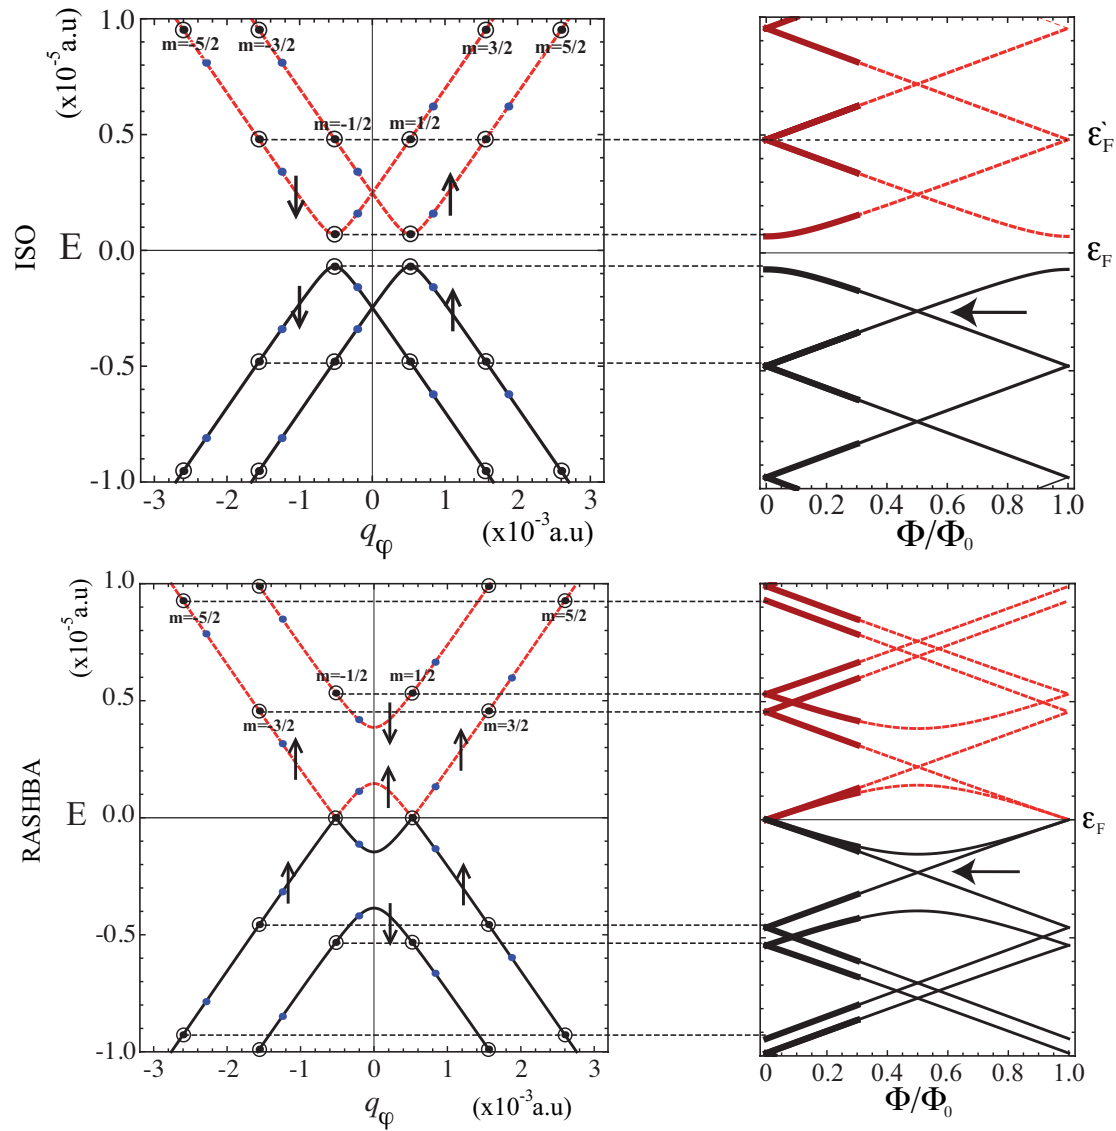 (x10⁻⁵a.u)
1.0
0.5
0.0
-0.5
-1.0
E
ISO
m=-5/2
m=-3/2
m=3/2
m=5/2
m=-1/2
m=1/2
-3
-2
-1
0
1
2
3
qφ
(x10⁻³a.u)
ε`F
εF
0
0.2
0.4
0.6
0.8
1.0
Φ/Φ₀
(x10⁻⁵a.u)
1.0
0.5
0.0
-0.5
-1.0
E
RASHBA
m=-5/2
m=5/2
m=-1/2
m=1/2
m=-3/2
m=3/2
-3
-2
-1
0
1
2
3
qφ
(x10⁻³a.u)
εF
0
0.2
0.4
0.6
0.8
1.0
Φ/Φ₀